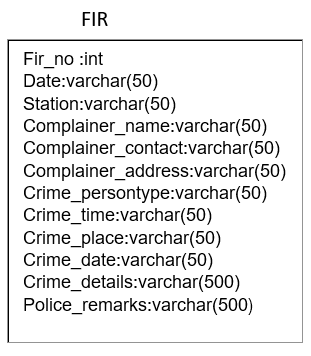 FIR
Fir_no :int
Date:varchar(50)
Station:varchar(50)
Complainer_name:varchar(50)
Complainer_contact:varchar(50)
Complainer_address:varchar(50)
Crime_persontype:varchar(50)
Crime_time:varchar(50)
Crime_place:varchar(50)
Crime_date:varchar(50)
Crime_details:varchar(500)
Police_remarks:varchar(500)